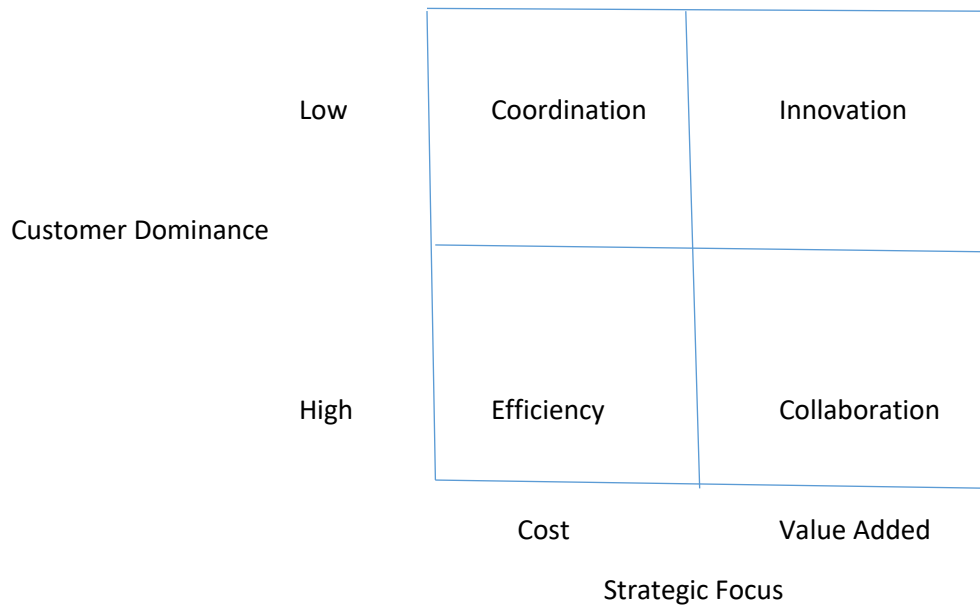 Low Coordination Innovation
Customer Dominance
High Efficiency Collaboration
Cost Value Added
Strategic Focus